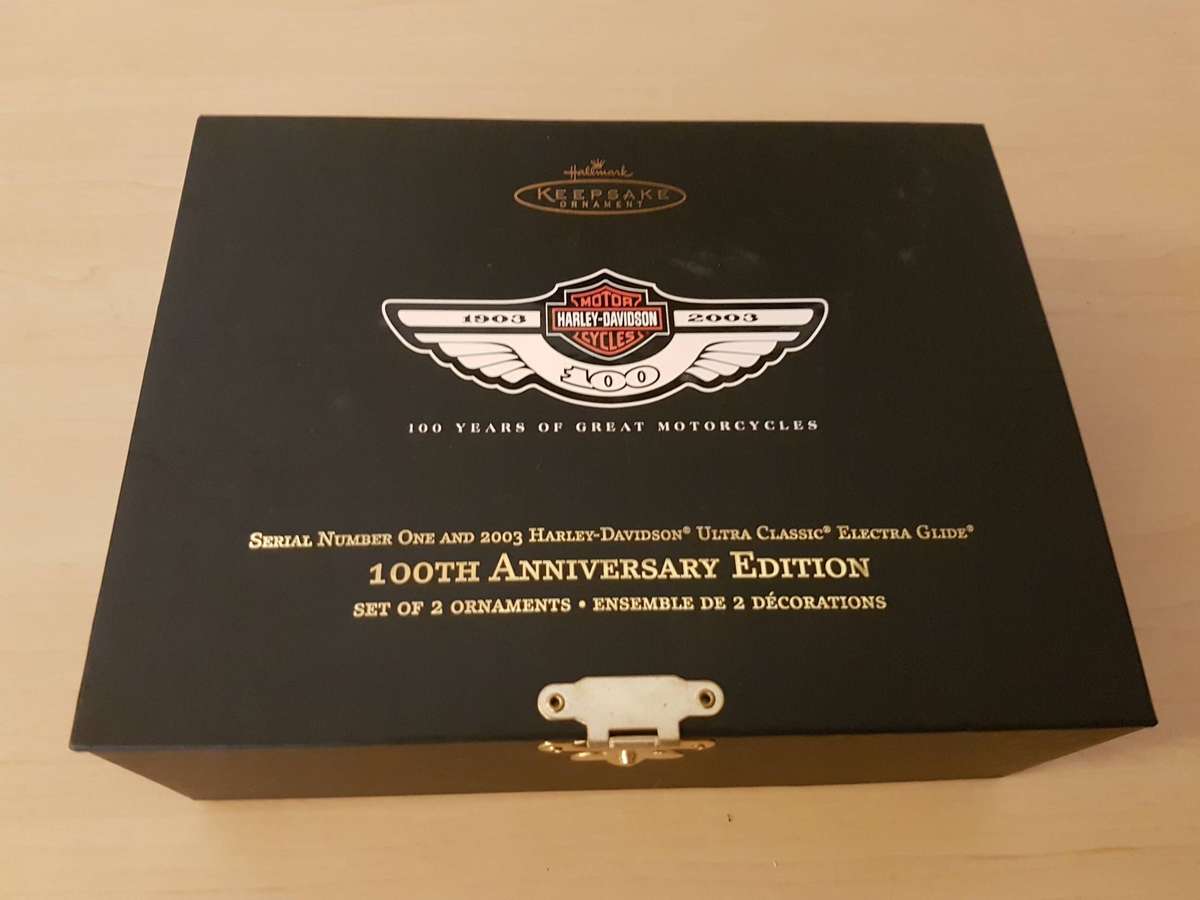 Hallmark
KEEPSAKE
ORNAMENT
MOTOR
1903 HARLEY-DAVIDSON 2003
CYCLES
100
100 YEARS OF GREAT MOTORCYCLES
SERIAL NUMBER ONE AND 2003 HARLEY-DAVIDSON® ULTRA CLASSIC® ELECTRA GLIDE®
100TH ANNIVERSARY EDITION
SET OF 2 ORNAMENTS • ENSEMBLE DE 2 DÉCORATIONS